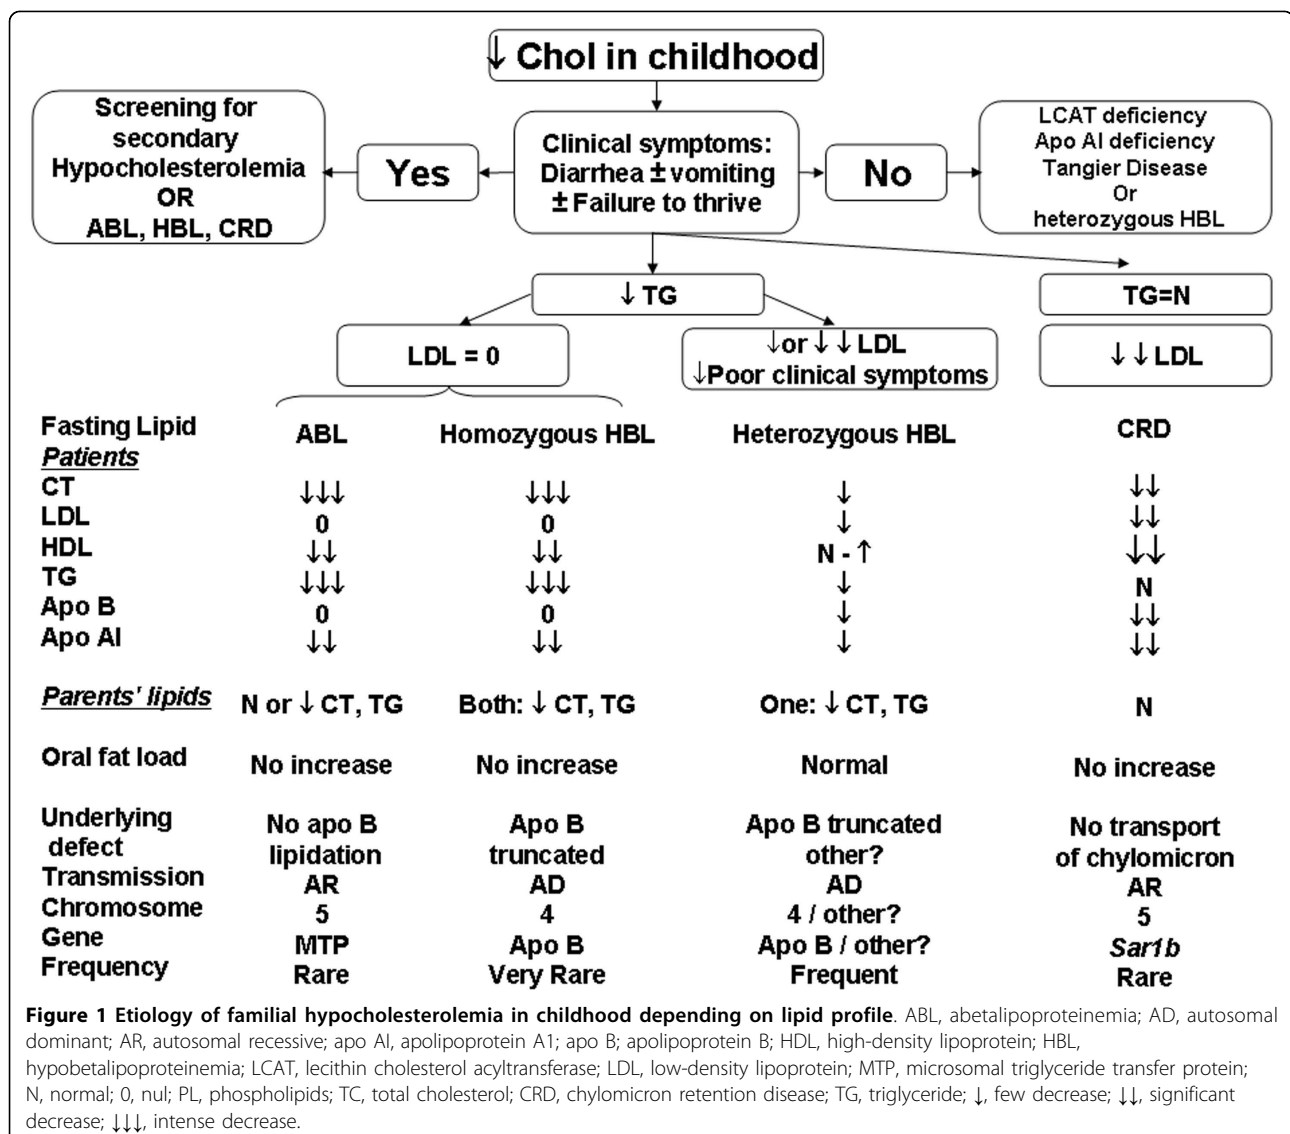 ↓ Chol in childhood
Screening for
secondary
Hypocholesterolemia
OR
ABL, HBL, CRD
Yes
Clinical symptoms:
Diarrhea ± vomiting
± Failure to thrive
No
LCAT deficiency
Apo AI deficiency
Tangier Disease
Or
heterozygous HBL
↓ TG
TG=N
LDL = 0
↓or ↓ ↓ LDL
↓Poor clinical symptoms
↓ ↓ LDL
Fasting Lipid ABL Homozygous HBL Heterozygous HBL CRD
Patients
CT ↓↓↓ ↓↓↓ ↓ ↓↓
LDL 0 0 ↓ ↓↓
HDL ↓↓ ↓↓ N - ↑ ↓↓
TG ↓↓↓ ↓↓↓ ↓ N
Apo B 0 0 ↓ ↓↓
Apo AI ↓↓ ↓↓ ↓ ↓↓
Parents' lipids N or ↓ CT, TG Both: ↓ CT, TG One: ↓ CT, TG N
Oral fat load No increase No increase Normal No increase
Underlying No apo B Apo B Apo B truncated No transport
defect lipidation truncated other? of chylomicron
Transmission AR AD AD AR
Chromosome 5 4 4 / other? 5
Gene MTP Apo B Apo B / other? Sar1b
Frequency Rare Very Rare Frequent Rare
Figure 1 Etiology of familial hypocholesterolemia in childhood depending on lipid profile. ABL, abetalipoproteinemia; AD, autosomal
dominant; AR, autosomal recessive; apo AI, apolipoprotein A1; apo B; apolipoprotein B; HDL, high-density lipoprotein; HBL,
hypobetalipoproteinemia; LCAT, lecithin cholesterol acyltransferase; LDL, low-density lipoprotein; MTP, microsomal triglyceride transfer protein;
N, normal; 0, nul; PL, phospholipids; TC, total cholesterol; CRD, chylomicron retention disease; TG, triglyceride; ↓, few decrease; ↓↓, significant
decrease; ↓↓↓, intense decrease.